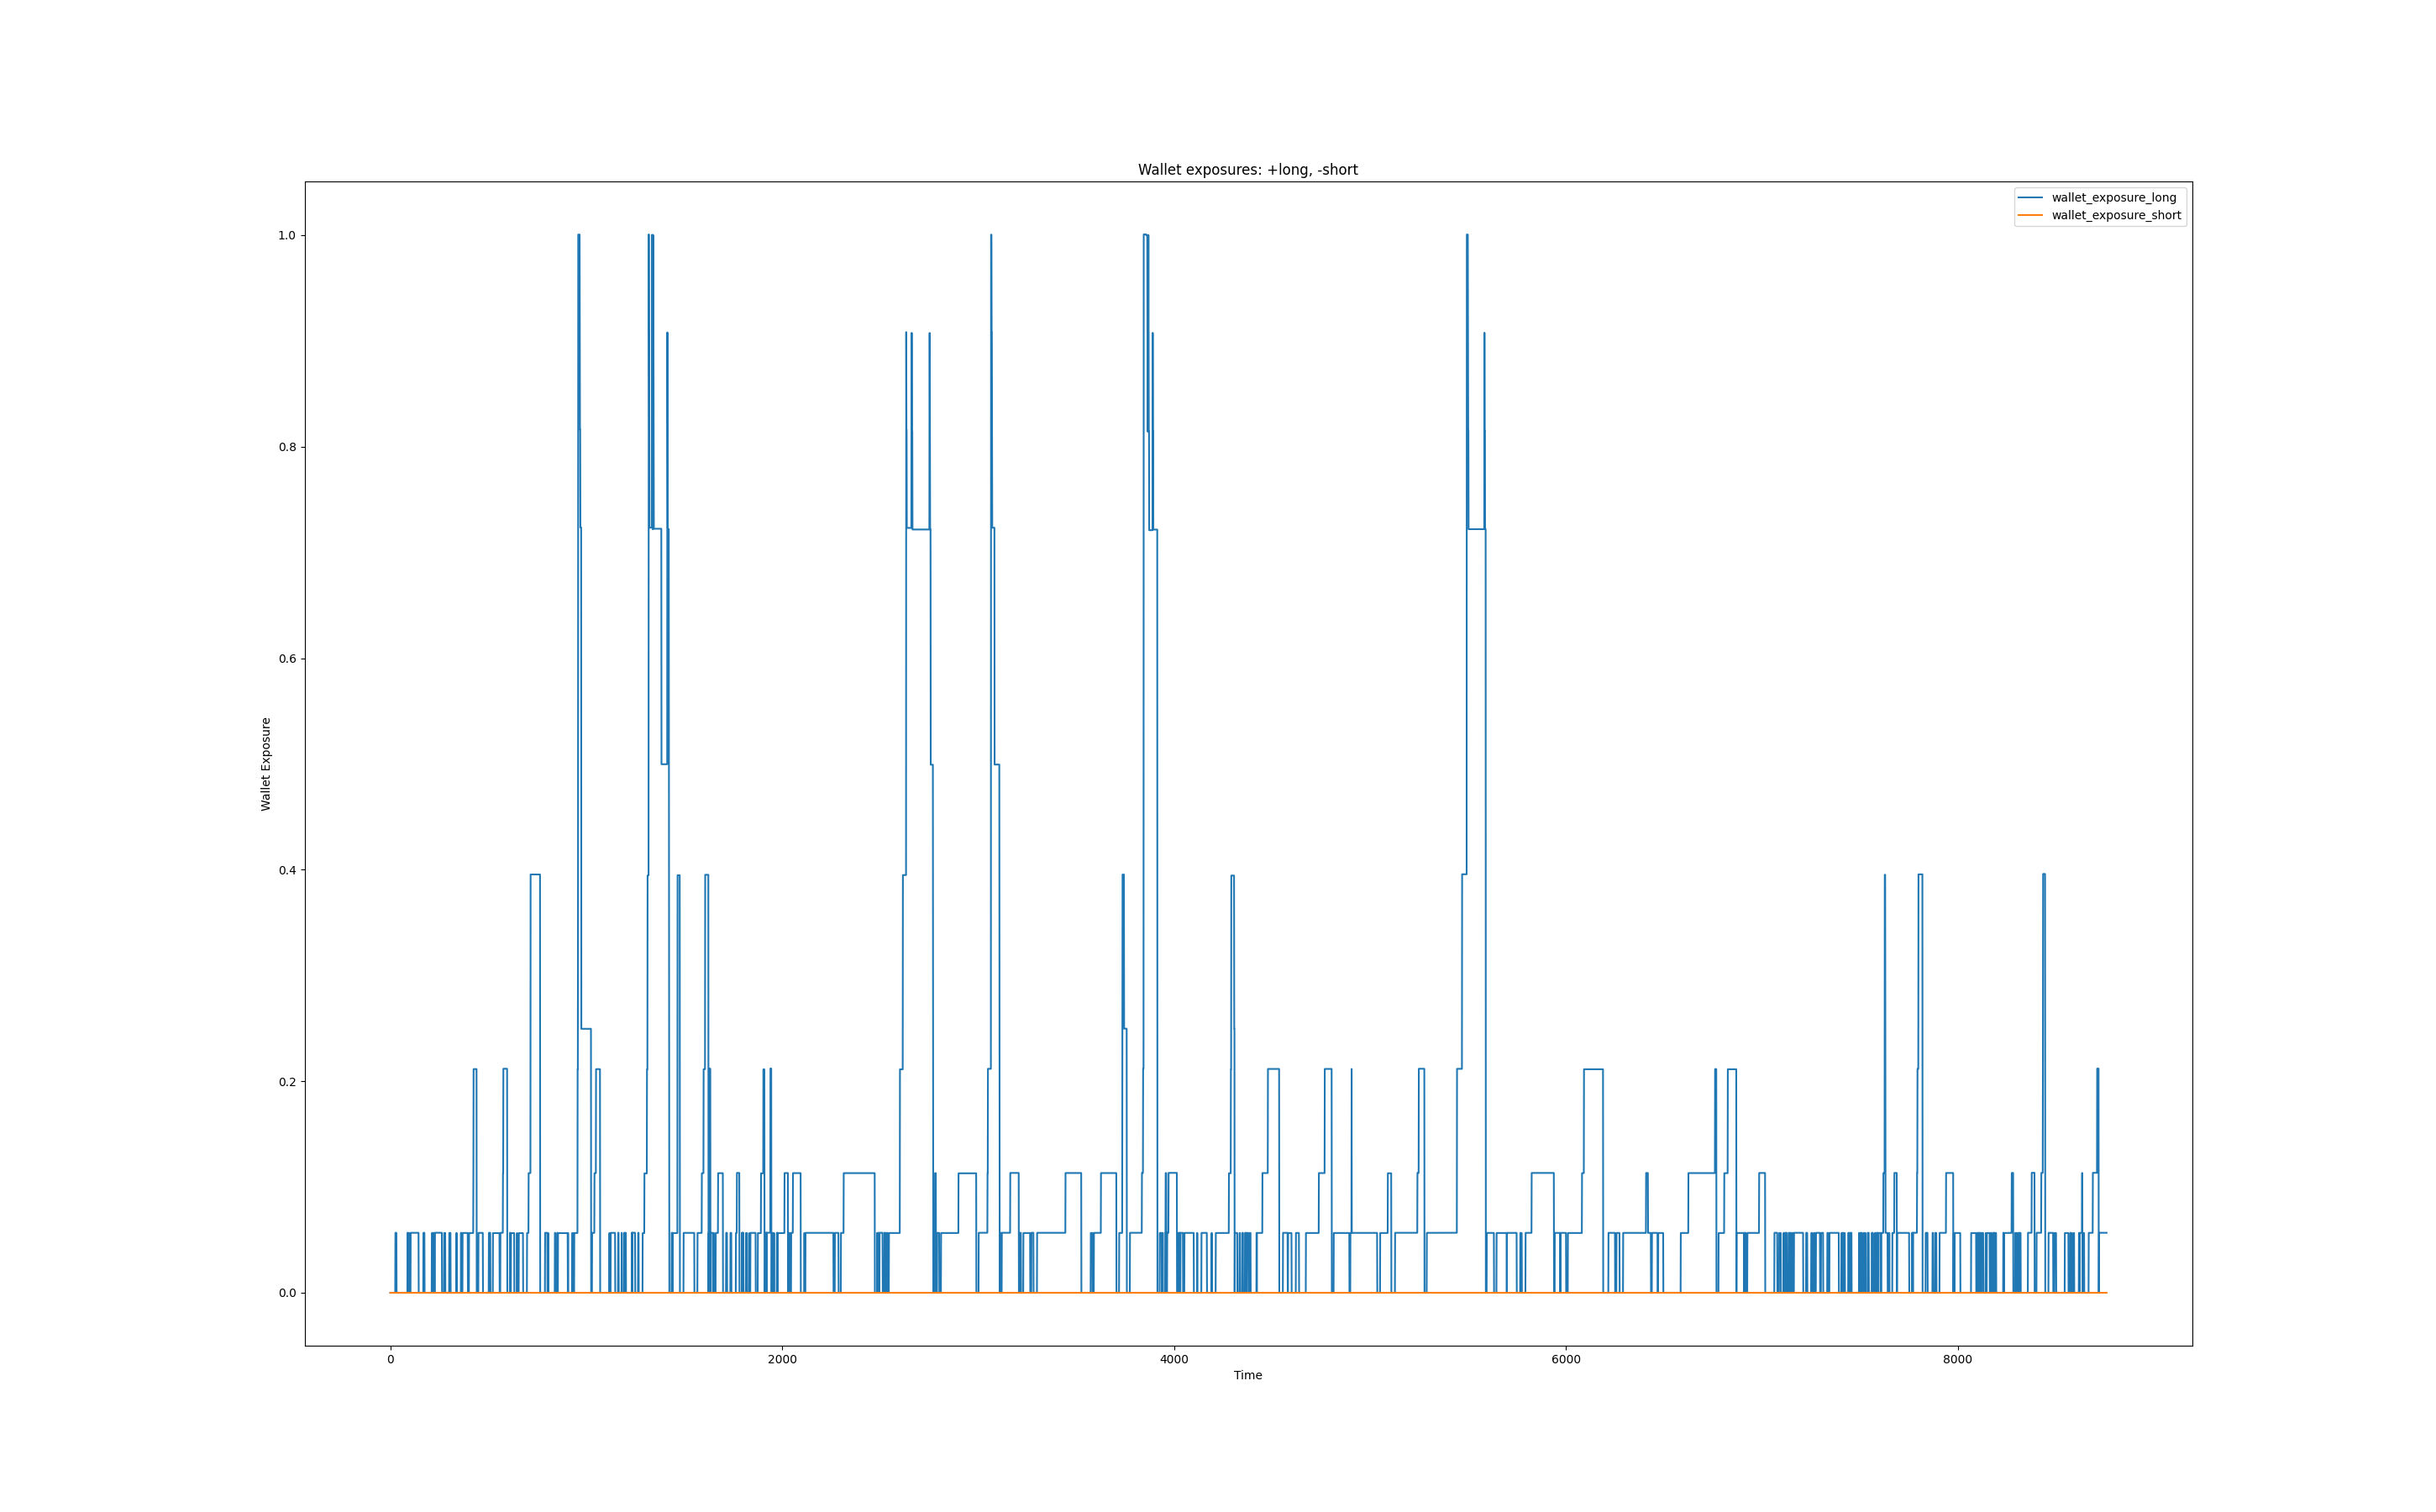 Wallet exposures: +long, -short
wallet_exposure_long
wallet_exposure_short
1.0
0.8
0.6
0.4
0.2
0.0
Wallet Exposure
0 2000 4000 6000 8000
Time